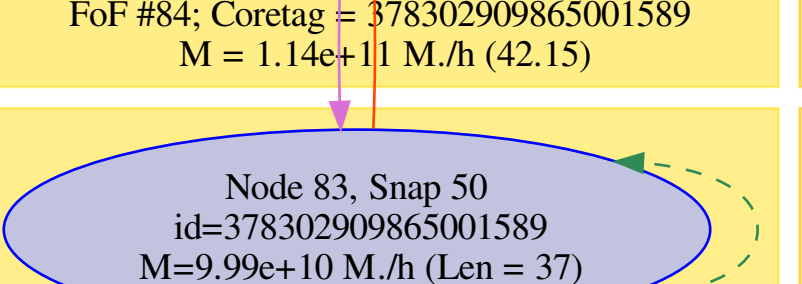 FoF #84; Coretag = 378302909865001589
M = 1.14e+11 M./h (42.15)
Node 83, Snap 50
id=378302909865001589
M=9.99e+10 M./h (Len = 37)